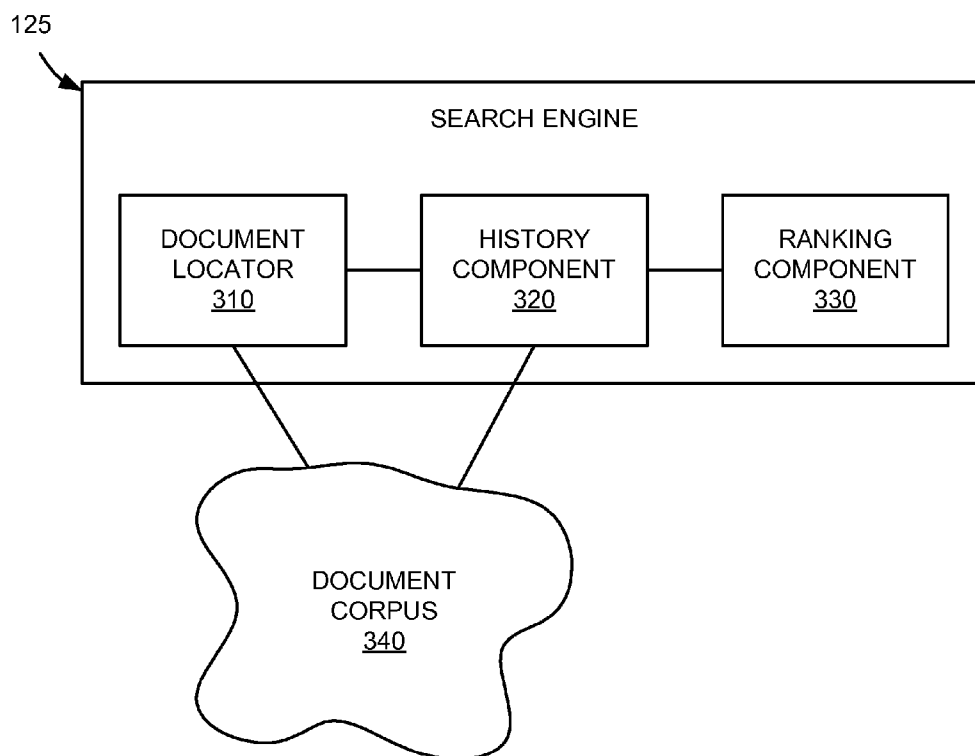 125
SEARCH ENGINE
DOCUMENT
LOCATOR
310
HISTORY
COMPONENT
320
RANKING
COMPONENT
330
DOCUMENT
CORPUS
340